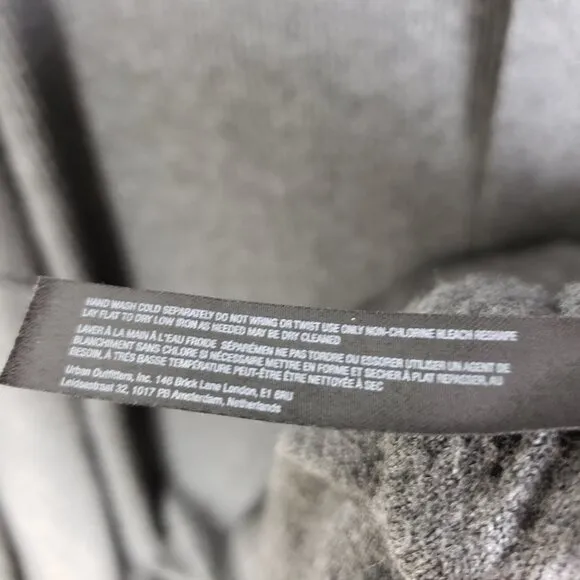 HAND WASH COLD SEPARATELY DO NOT WRING OR TWIST USE ONLY NON-CHLORINE BLEACH RESHAPE
LAY FLAT TO DRY LOW IRON AS NEEDED MAY BE DRY CLEANED
LAVER À LA MAIN À L'EAU FROIDE SÉPARÉMEN NE PAS TORDRE OU ESSORER UTILISER UN AGENT DE
BLANCHIMENT SANS CHLORE SI NÉCESSAIRE METTRE EN FORME ET SECHER À PLAT REPASSER, AU
BESOIN, À TRÈS BASSE TEMPÉRATURE PEUT-ÊTRE ÊTRE NETTOYÉE À SEC
Urban Outfitters, Inc. 146 Brick Lane London, E1 6RU
Leidsestraat 32, 1017 PB Amsterdam, Netherlands